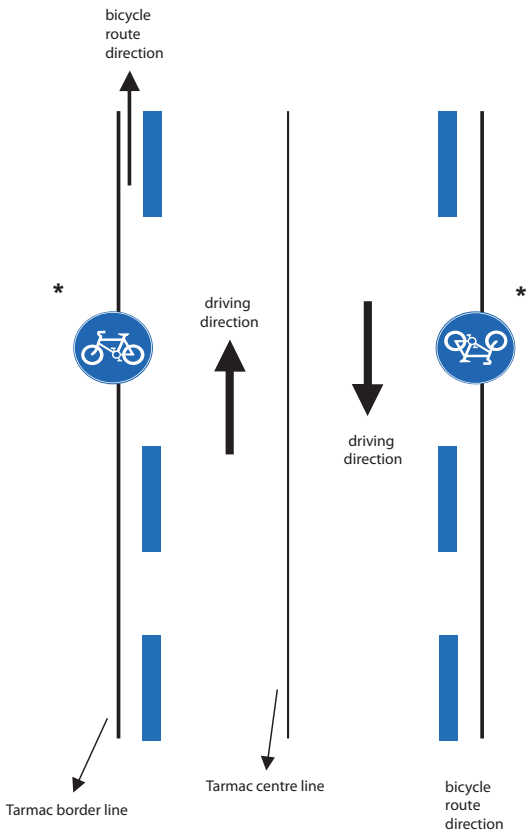 bicycle
route
direction
*
*
driving
direction
driving
direction
Tarmac centre line
Tarmac border line
bicycle
route
direction